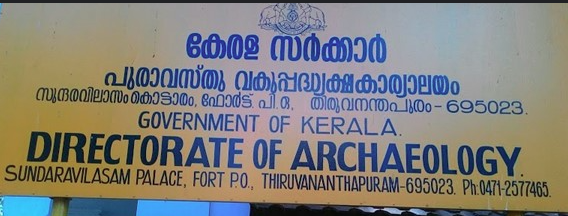 കേരള സർക്കാർ
പുരാവസ്തു വകുപ്പദ്ധ്യക്ഷകാര്യാലയം
സുന്ദരവിലാസംകൊട്ടാരം, ഫോർട്ട്. പി. ഒ. തിരുവനന്തപുരം - 695023.
GOVERNMENT OF KERALA.
DIRECTORATE OF ARCHAEOLOGY.
SUNDARAVILASAM PALACE, FORT P.O., THIRUVANANTHAPURAM-695023. Ph:0471-2577465.